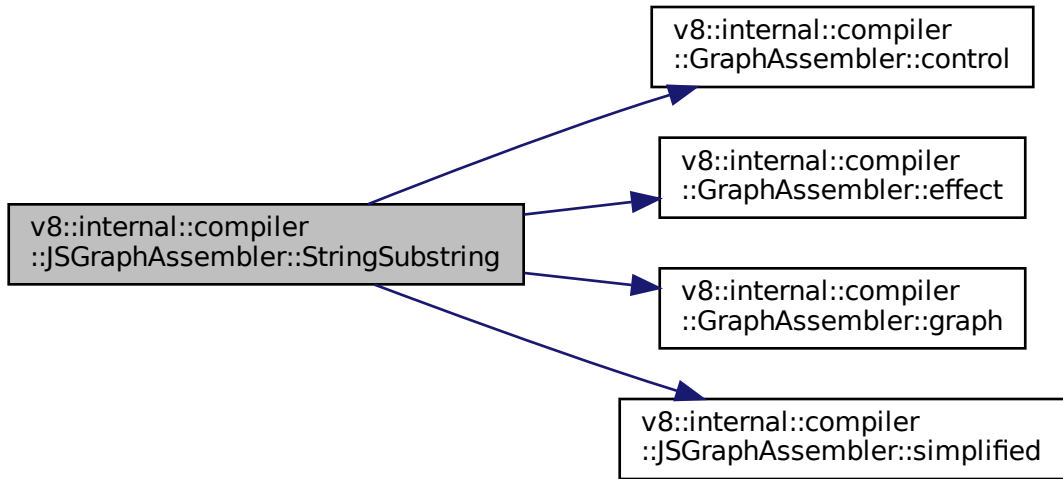 v8::internal::compiler
::JSGraphAssembler::StringSubstring
v8::internal::compiler
::GraphAssembler::control
v8::internal::compiler
::GraphAssembler::effect
v8::internal::compiler
::GraphAssembler::graph
v8::internal::compiler
::JSGraphAssembler::simplified